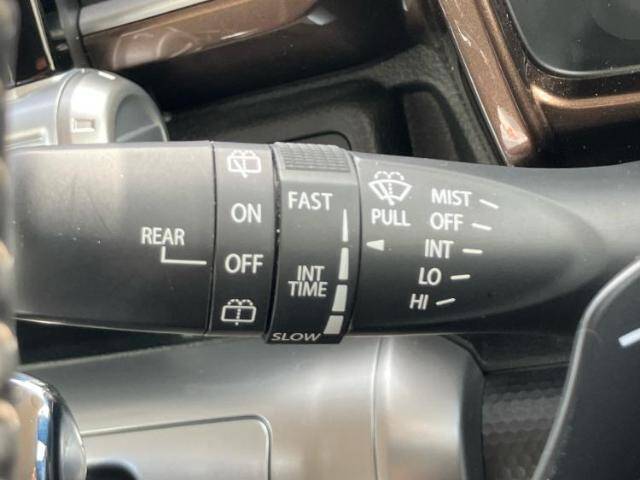 REAR
ON
OFF
FAST
INT
TIME
SLOW
PULL
MIST
OFF
INT
LO
HI